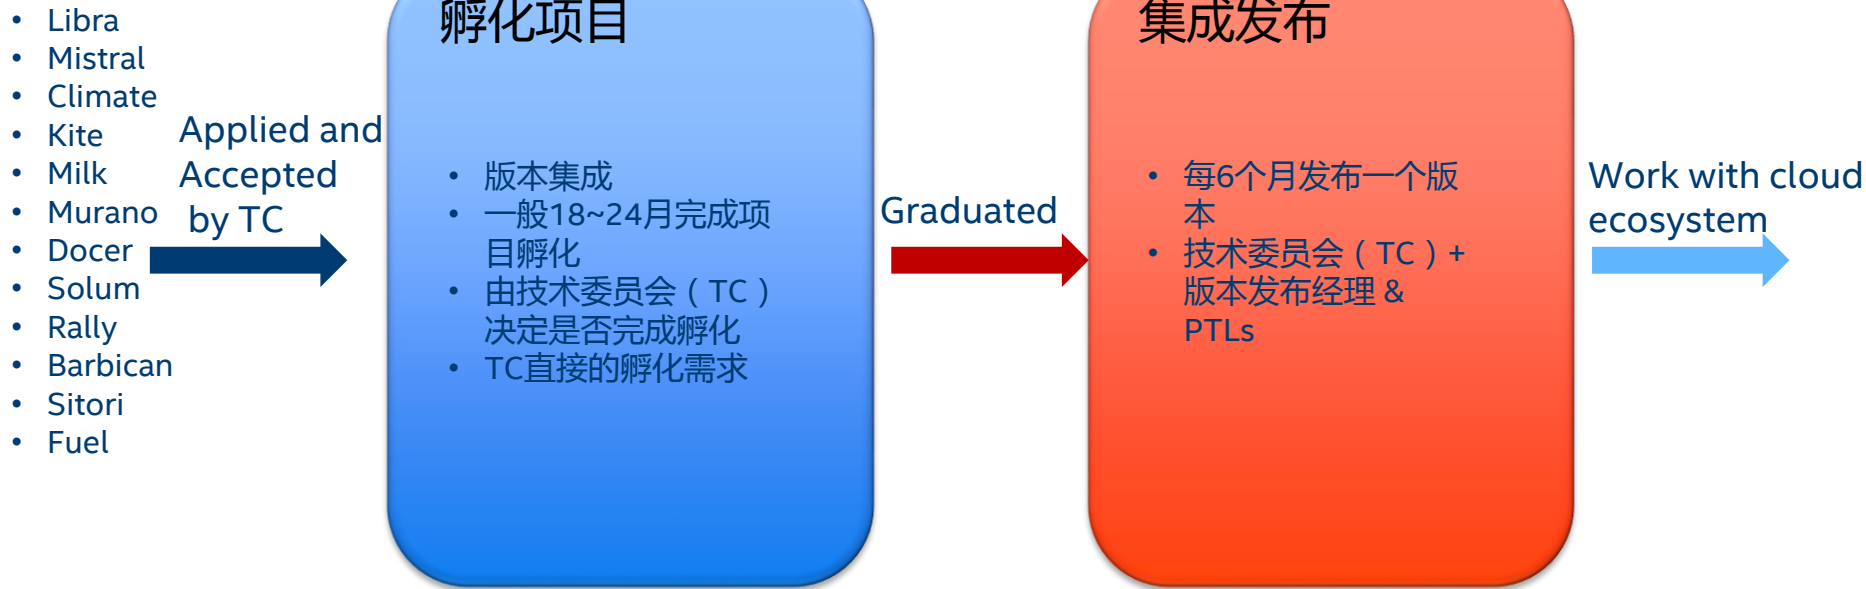 • Libra
• Mistral
• Climate
• Kite
• Milk
• Murano
• Docer
• Solum
• Rally
• Barbican
• Sitori
• Fuel
Applied and
Accepted
by TC
孵化项目
• 版本集成
• 一般18~24月完成项
目孵化
• 由技术委员会（TC）
决定是否完成孵化
• TC直接的孵化需求
Graduated
集成发布
• 每6个月发布一个版
本
• 技术委员会（TC）+
版本发布经理 &
PTLs
Work with cloud
ecosystem